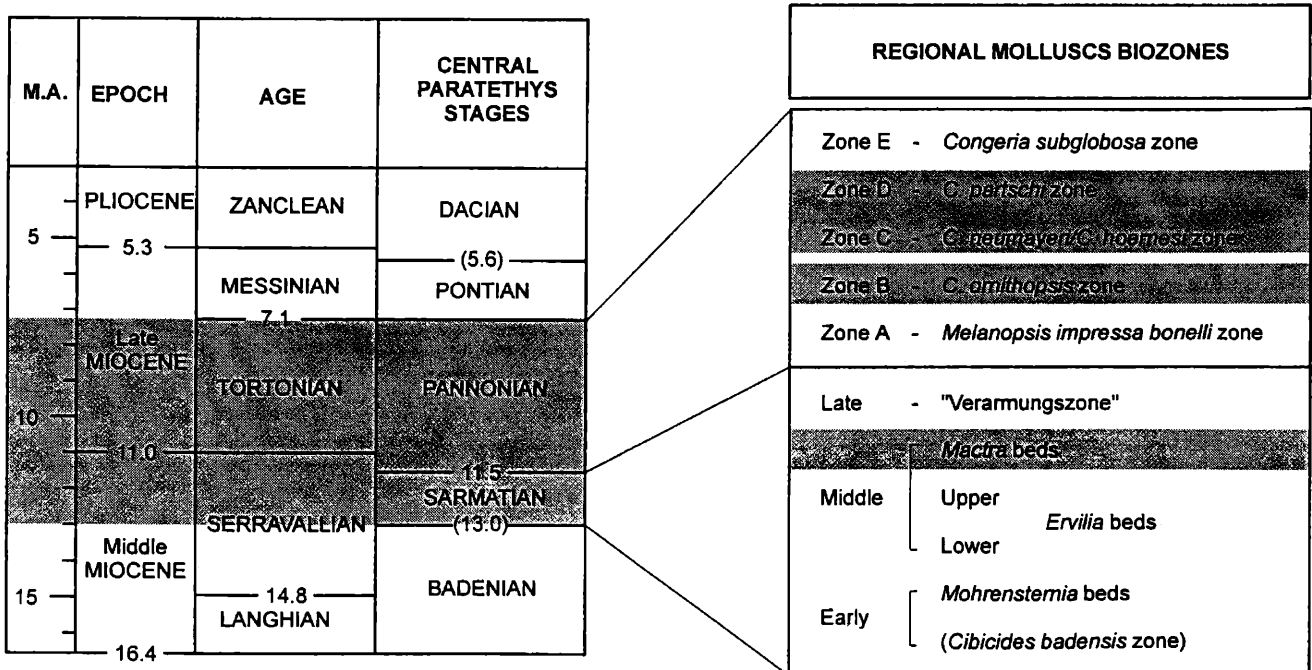 M.A.
EPOCH
AGE
CENTRAL
PARATETHYS
STAGES
PLIOCENE
ZANCLEAN
DACIAN
5
5.3
(5.6)
MESSINIAN
PONTIAN
7.1
Late
MIOCENE
TORTONIAN
PANNONIAN
10
11.0
11.5
SARMATIAN
SERRAVALLIAN
(13.0)
Middle
MIOCENE
BADENIAN
15
14.8
LANGHIAN
16.4
REGIONAL MOLLUSCS BIOZONES
Zone E - Congeria subglobosa zone
Zone D - C. partschi zone
Zone C - C. neumayeri/C. hoernesi zone
Zone B - C. ornithopsis zone
Zone A - Melanopsis impressa bonelli zone
Late - "Verarmungszone"
Mactra beds
Middle
Upper
Ervilia beds
Lower
Mohrensternia beds
Early
(Cibicides badensis zone)